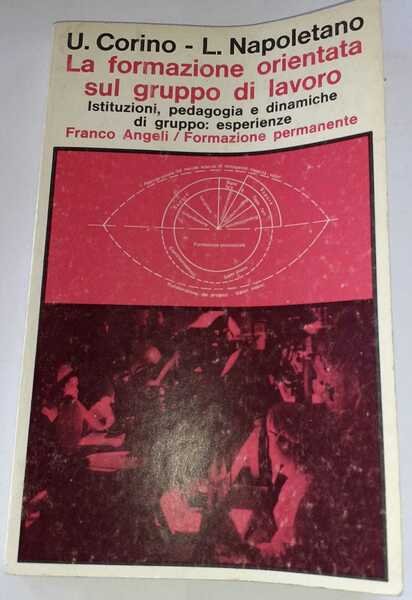 U. Corino - L. Napoletano
La formazione orientata
sul gruppo di lavoro
Istituzioni, pedagogia e dinamiche
di gruppo: esperienze
Franco Angeli / Formazione permanente
Formazione